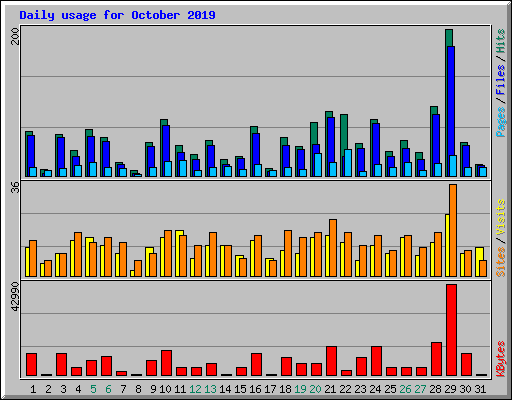 Daily usage for October 2019
200
Pages / Files / Hits
36
Sites / Visits
42990
KBytes
1 2 3 4 5 6 7 8 9 10 11 12 13 14 15 16 17 18 19 20 21 22 23 24 25 26 27 28 29 30 31